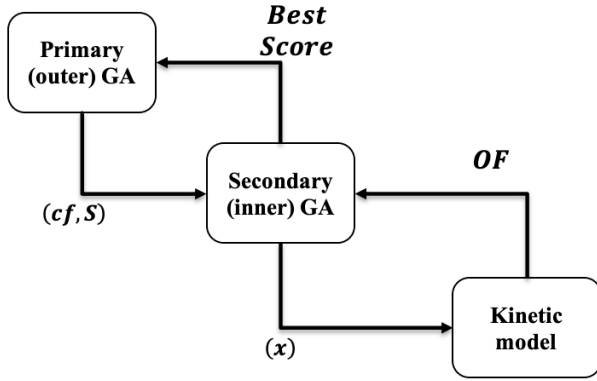 Best
Score
Primary
(outer) GA
OF
Secondary
(inner) GA
(cf, S)
Kinetic
model
(x)